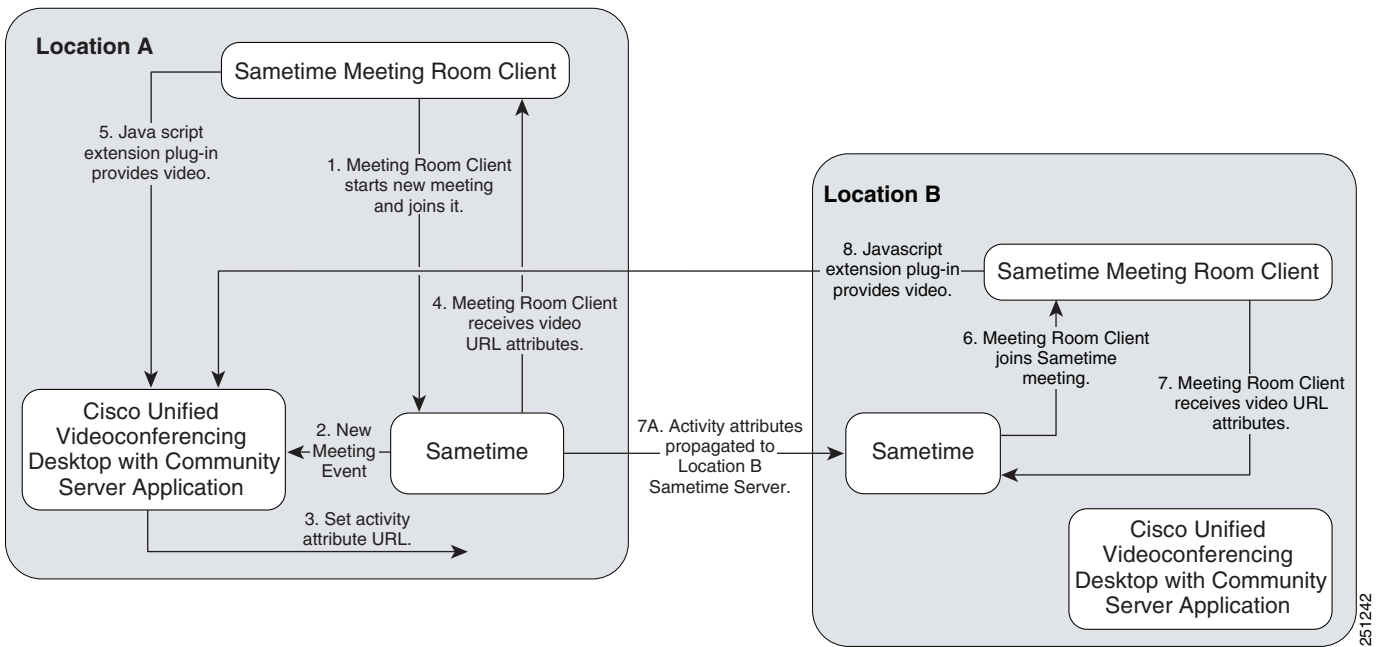 Location A
Sametime Meeting Room Client
5. Java script
extension plug-in
provides video.
1. Meeting Room Client
starts new meeting
and joins it.
4. Meeting Room Client
receives video
URL attributes.
Cisco Unified
Videoconferencing
Desktop with Community
Server Application
2. New
Meeting
Event
Sametime
3. Set activity
attribute URL.
7A. Activity attributes
propagated to
Location B
Sametime Server.
Location B
8. Javascript
extension plug-in
provides video.
Sametime Meeting Room Client
6. Meeting Room Client
joins Sametime
meeting.
7. Meeting Room Client
receives video URL
attributes.
Sametime
Cisco Unified
Videoconferencing
Desktop with Community
Server Application
251242